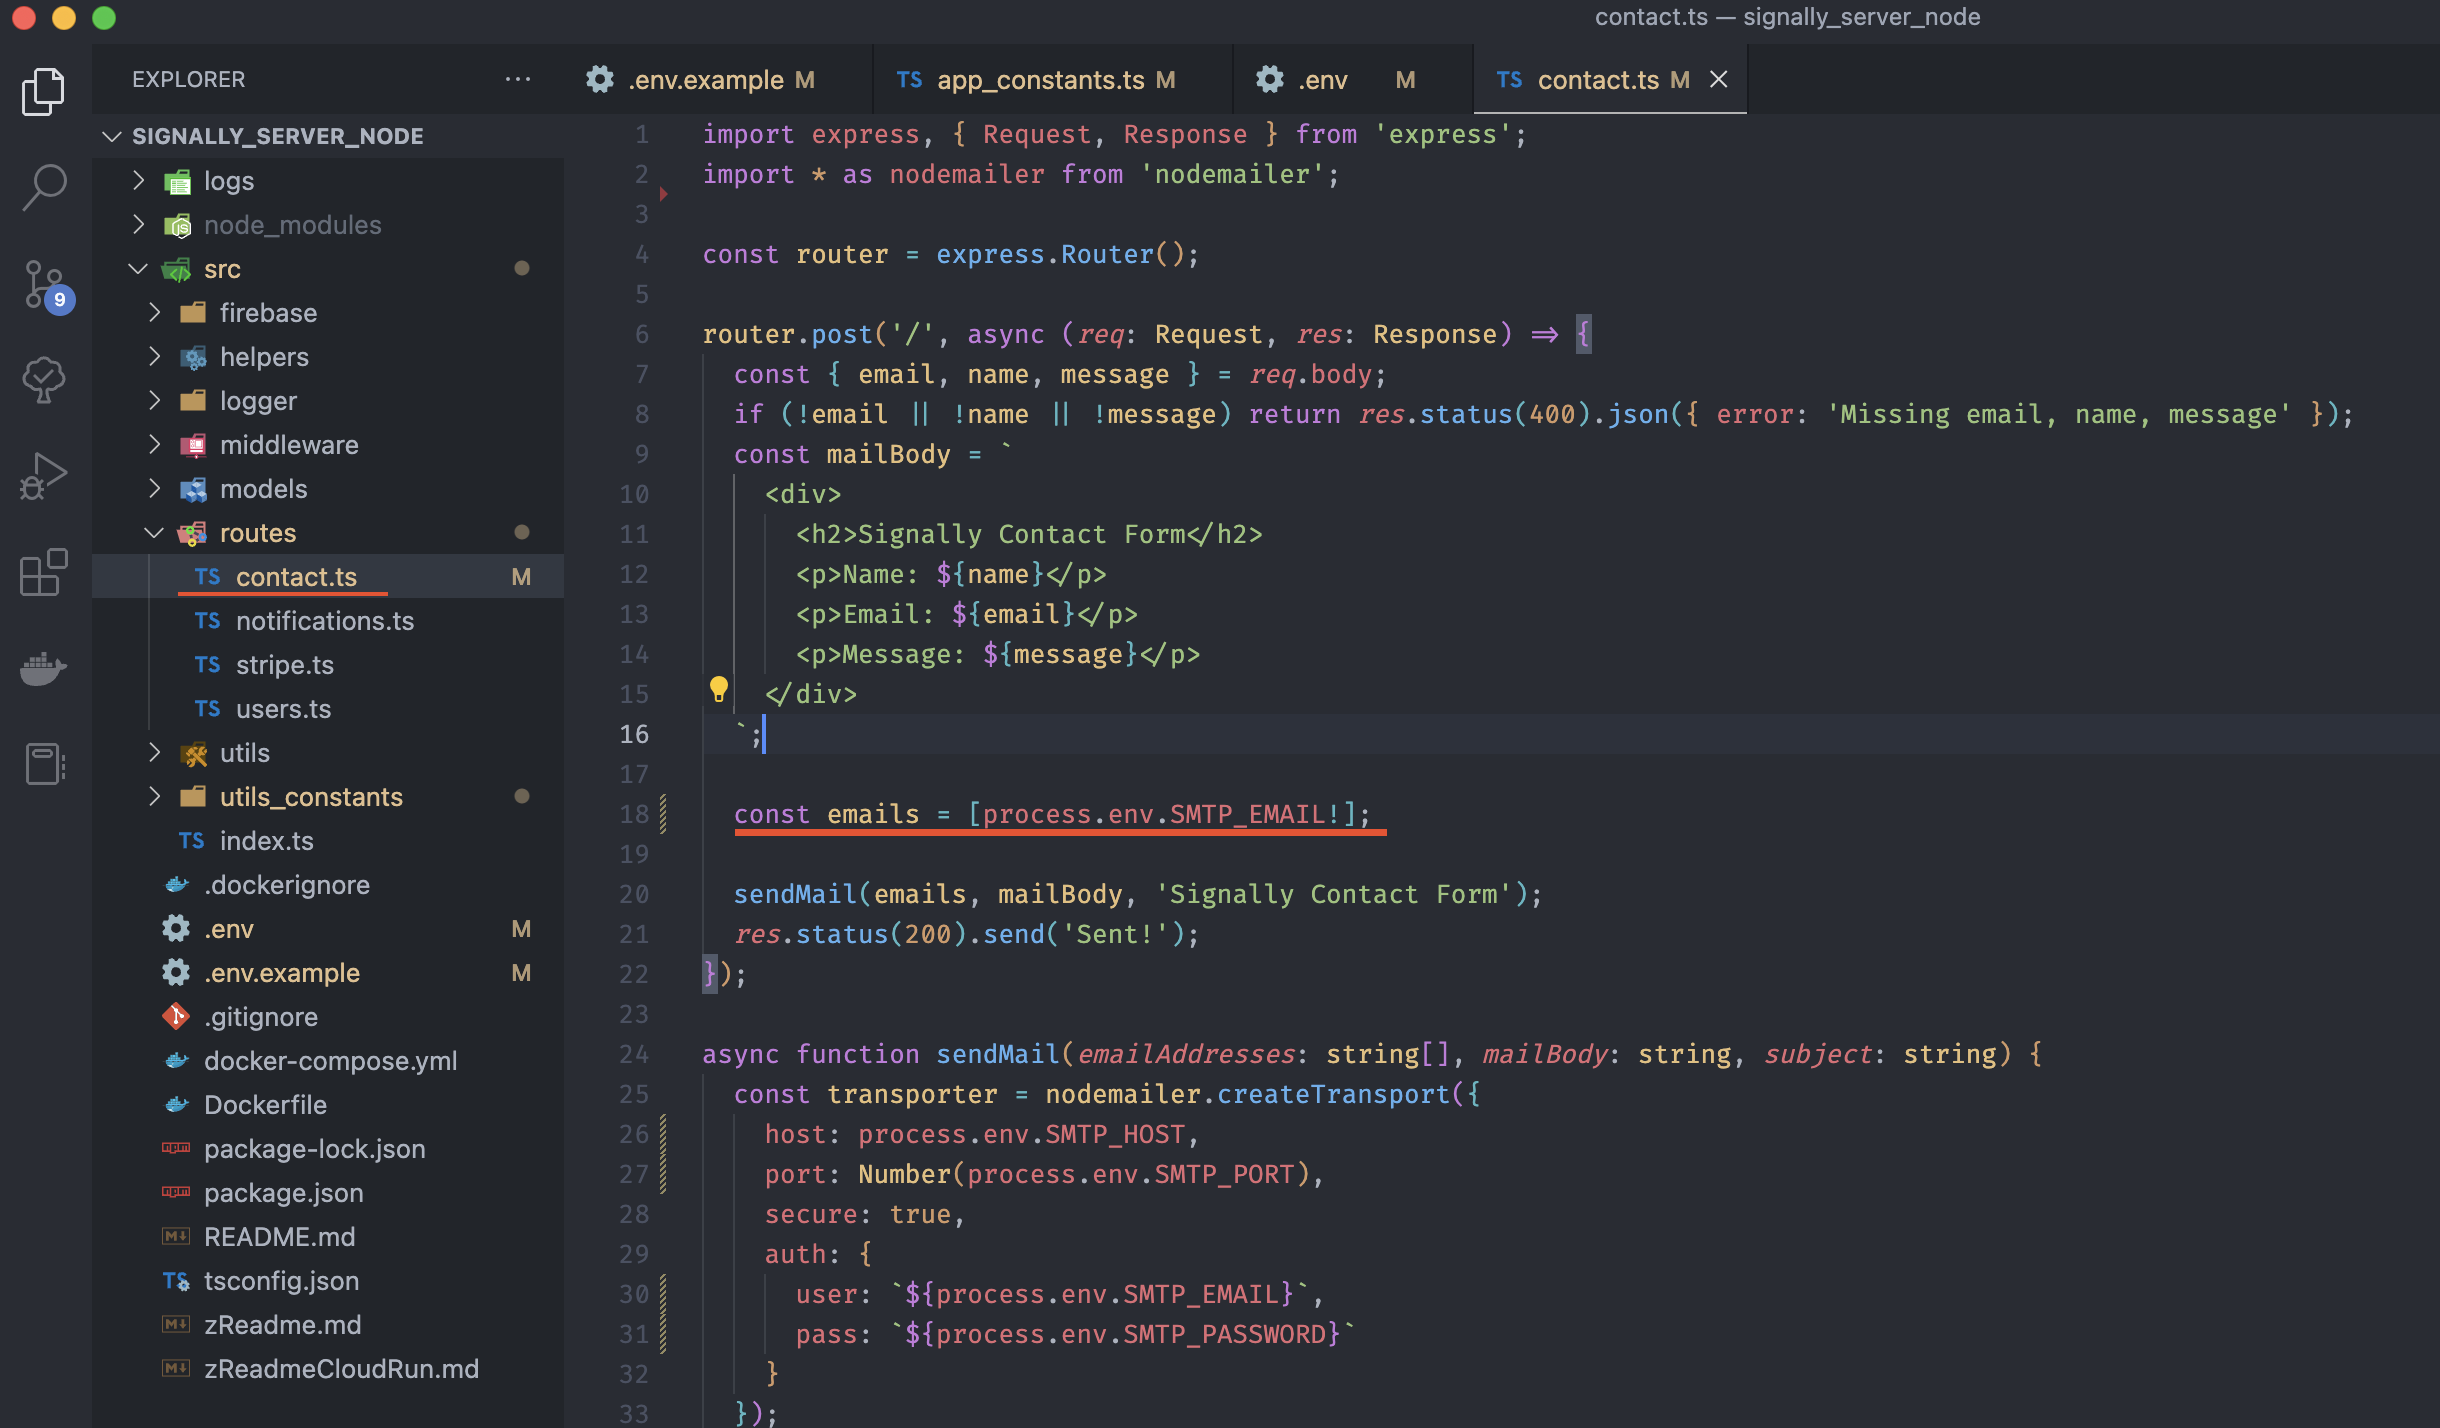 contact.ts — signally_server_node
EXPLORER
.env.example M
TS app_constants.ts M
.env M
TS contact.ts M
SIGNALLY_SERVER_NODE
logs
node_modules
src
9
firebase
helpers
logger
middleware
models
routes
TS contact.ts M
TS notifications.ts
TS stripe.ts
TS users.ts
utils
utils_constants
TS index.ts
.dockerignore
.env M
.env.example M
.gitignore
docker-compose.yml
Dockerfile
package-lock.json
package.json
README.md
tsconfig.json
zReadme.md
zReadmeCloudRun.md
1 import express, { Request, Response } from 'express';
2 import * as nodemailer from 'nodemailer';
3
4 const router = express.Router();
5
6 router.post('/', async (req: Request, res: Response) => {
7 const { email, name, message } = req.body;
8 if (!email || !name || !message) return res.status(400).json({ error: 'Missing email, name, message' });
9 const mailBody = `
10 <div>
11 <h2>Signally Contact Form</h2>
12 <p>Name: ${name}</p>
13 <p>Email: ${email}</p>
14 <p>Message: ${message}</p>
15 </div>
16 `;
17
18 const emails = [process.env.SMTP_EMAIL!];
19
20 sendMail(emails, mailBody, 'Signally Contact Form');
21 res.status(200).send('Sent!');
22 });
23
24 async function sendMail(emailAddresses: string[], mailBody: string, subject: string) {
25 const transporter = nodemailer.createTransport({
26 host: process.env.SMTP_HOST,
27 port: Number(process.env.SMTP_PORT),
28 secure: true,
29 auth: {
30 user: `${process.env.SMTP_EMAIL}`,
31 pass: `${process.env.SMTP_PASSWORD}`
32 }
33 });